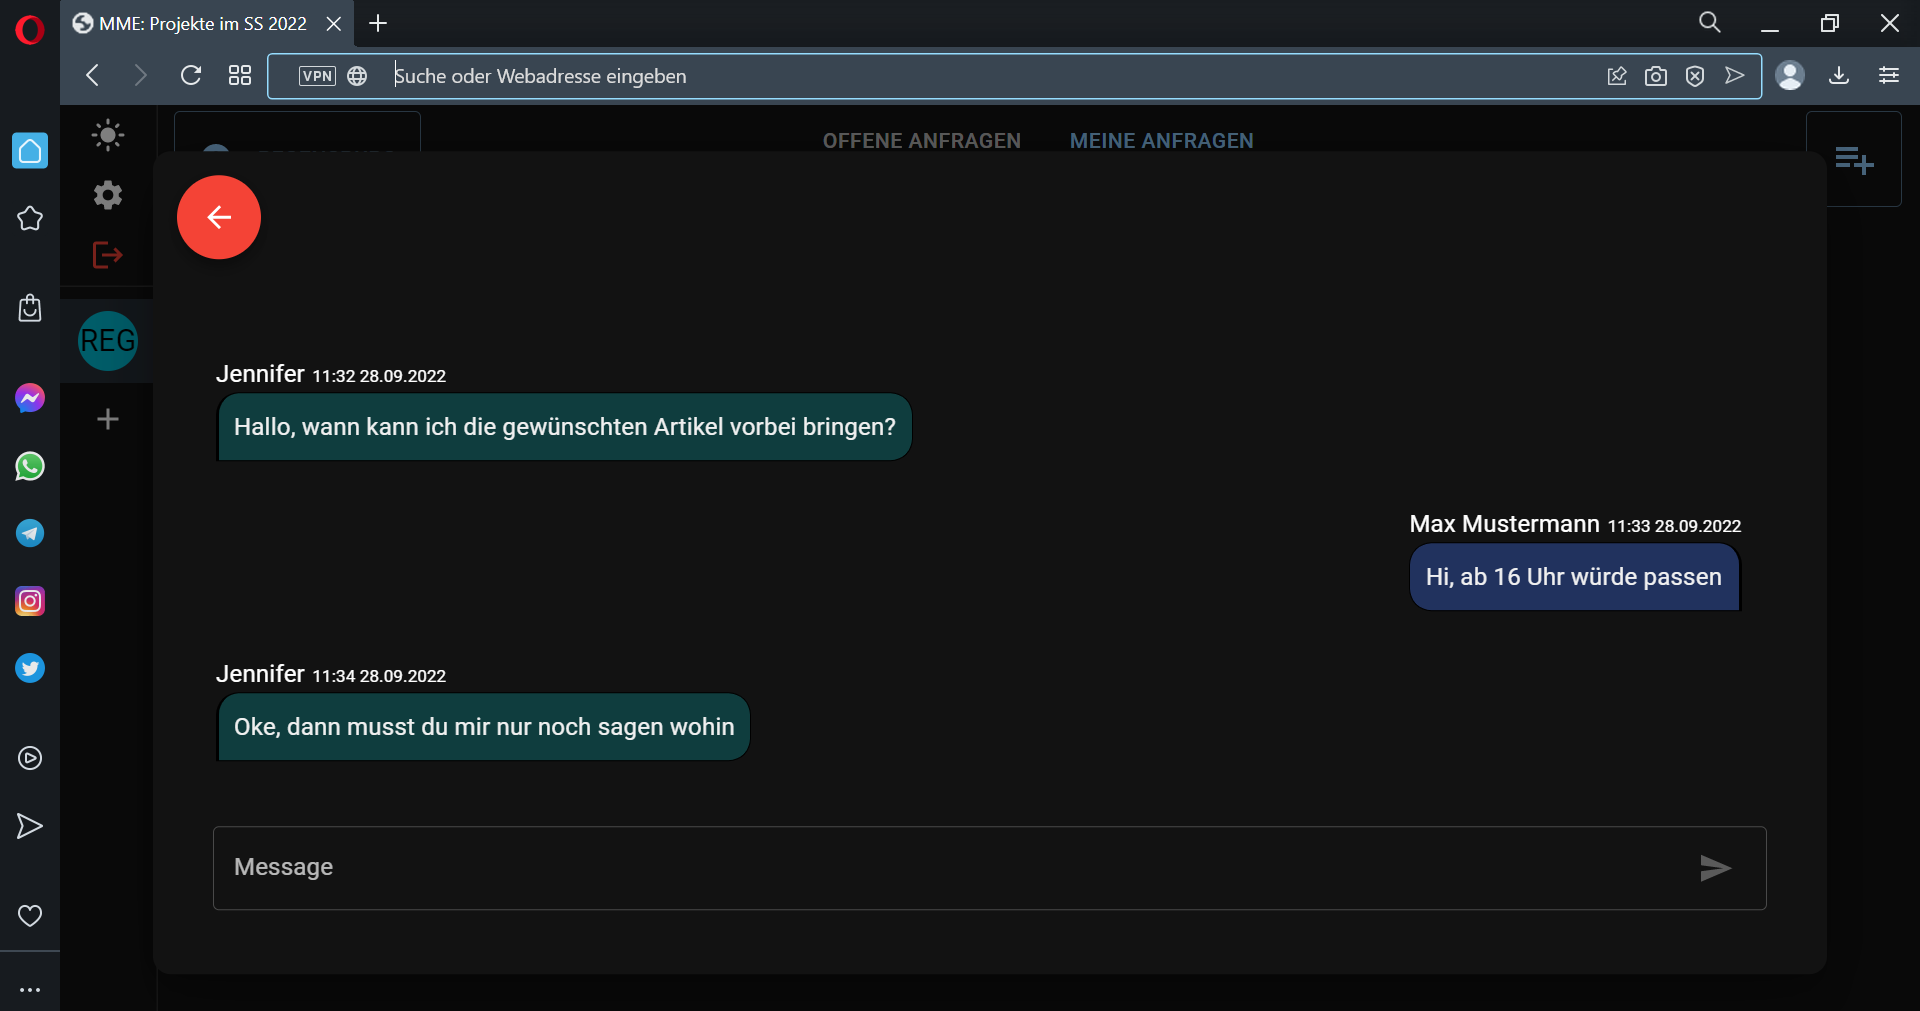 MME: Projekte im SS 2022
VPN
Suche oder Webadresse eingeben
OFFENE ANFRAGEN
MEINE ANFRAGEN
REG
Jennifer 11:32 28.09.2022
Hallo, wann kann ich die gewünschten Artikel vorbei bringen?
Max Mustermann 11:33 28.09.2022
Hi, ab 16 Uhr würde passen
Jennifer 11:34 28.09.2022
Oke, dann musst du mir nur noch sagen wohin
Message